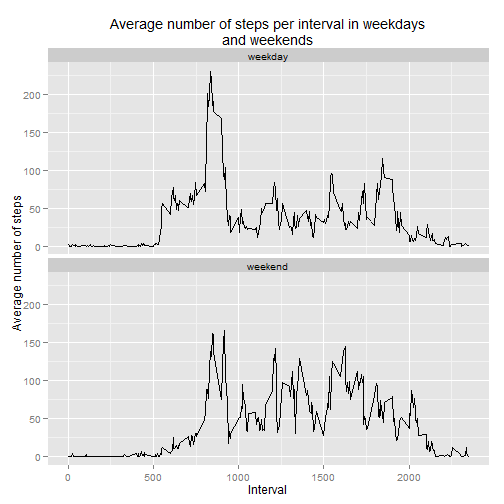 Average number of steps per interval in weekdays
and weekends
weekday
200
150
100
50
0
weekend
200
150
100
50
0
Average number of steps
0 500 1000 1500 2000
Interval